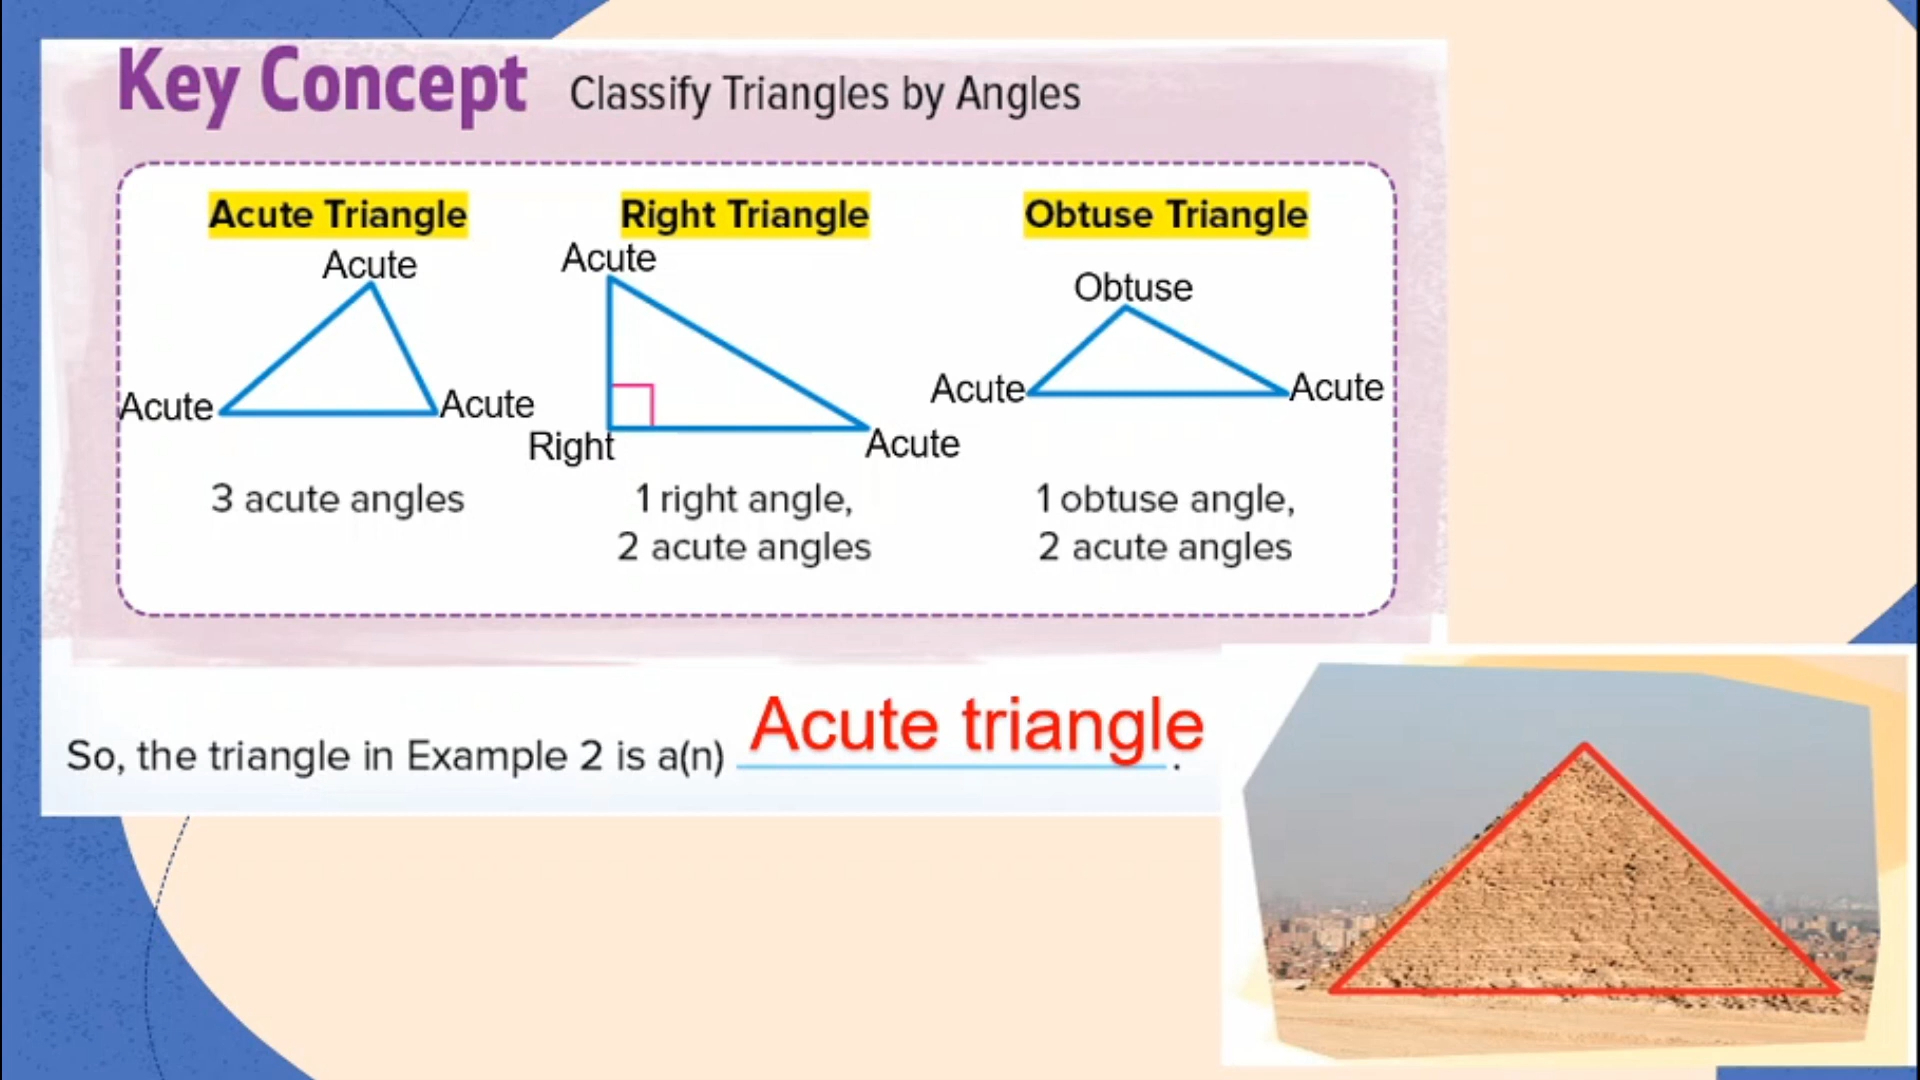 Key Concept Classify Triangles by Angles
Acute Triangle
Acute
Acute
Acute
3 acute angles
Right Triangle
Acute
Right
Acute
1 right angle,
2 acute angles
Obtuse Triangle
Obtuse
Acute
Acute
1 obtuse angle,
2 acute angles
So, the triangle in Example 2 is a(n) Acute triangle.